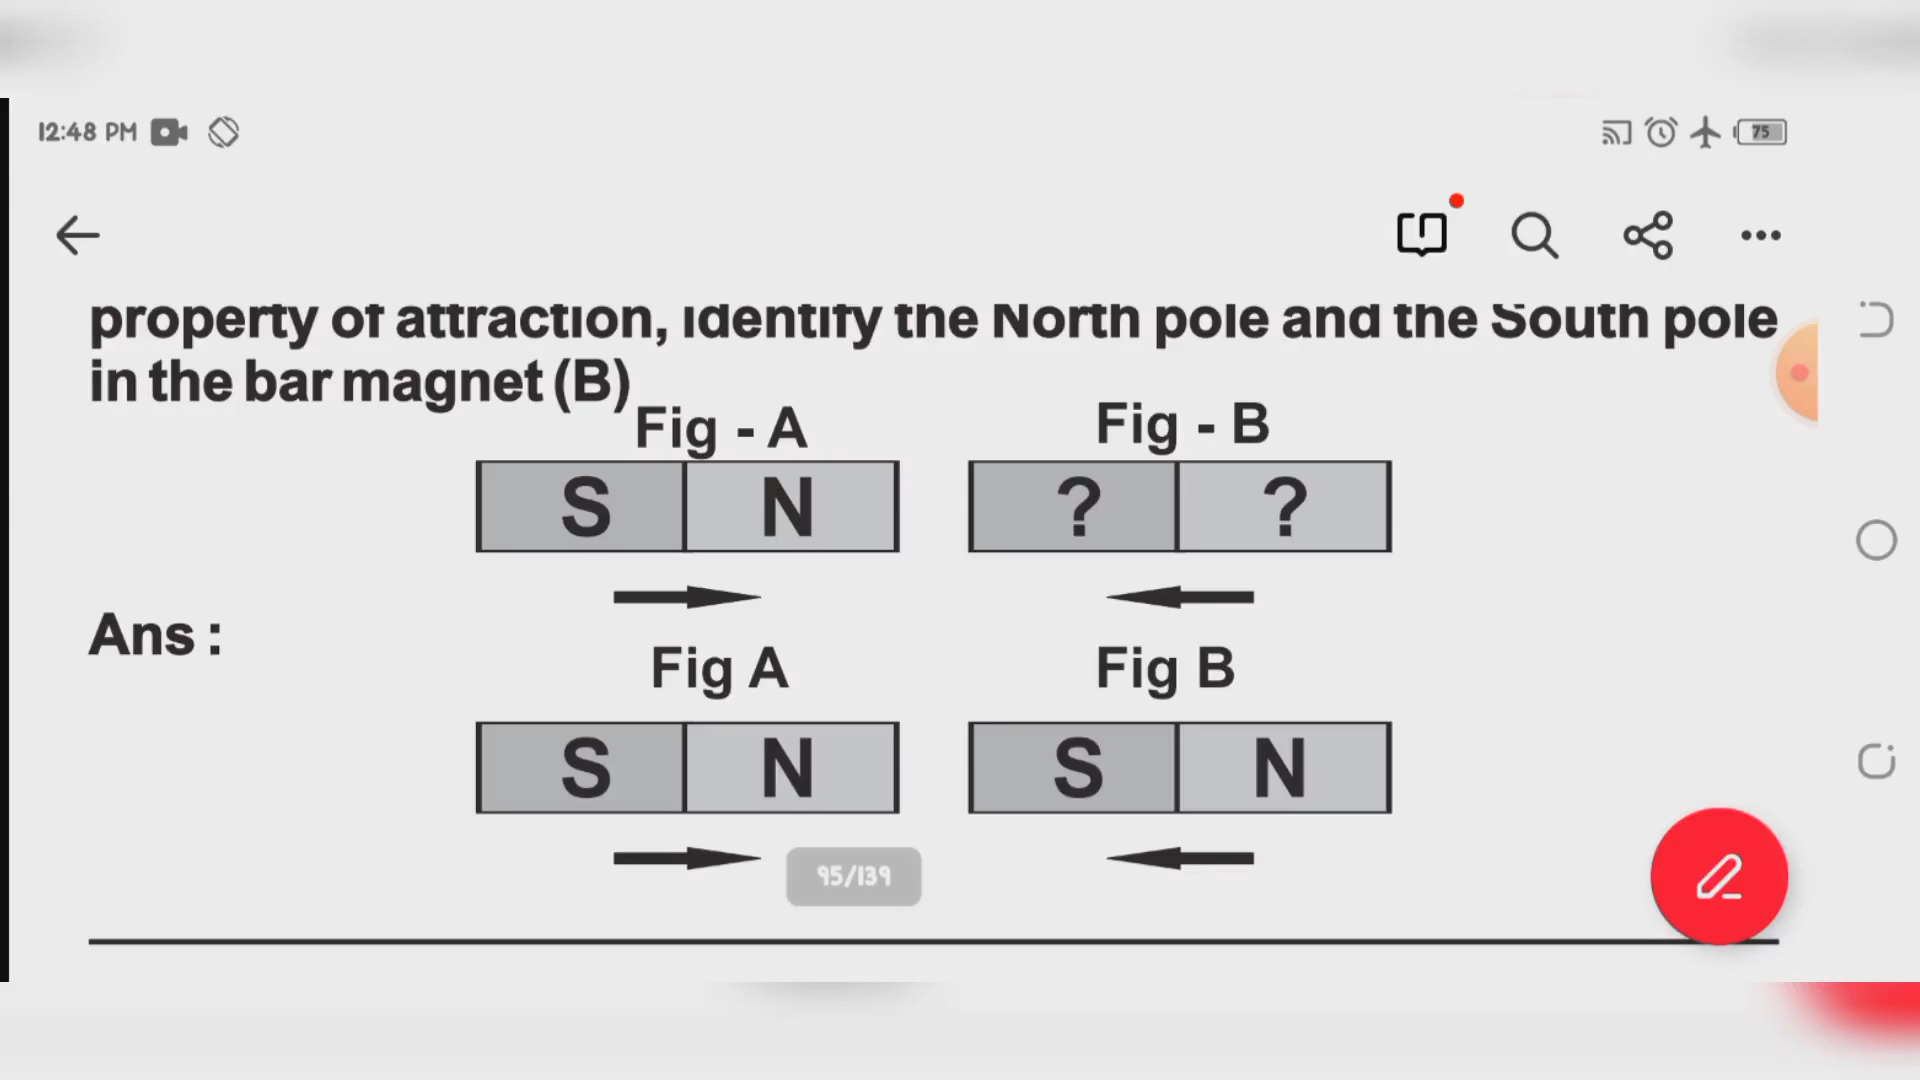 12:48 PM
75
property of attraction, identify the North pole and the South pole
in the bar magnet (B)
Fig - A Fig - B
S N ? ?
Ans :
Fig A Fig B
S N S N
95/139